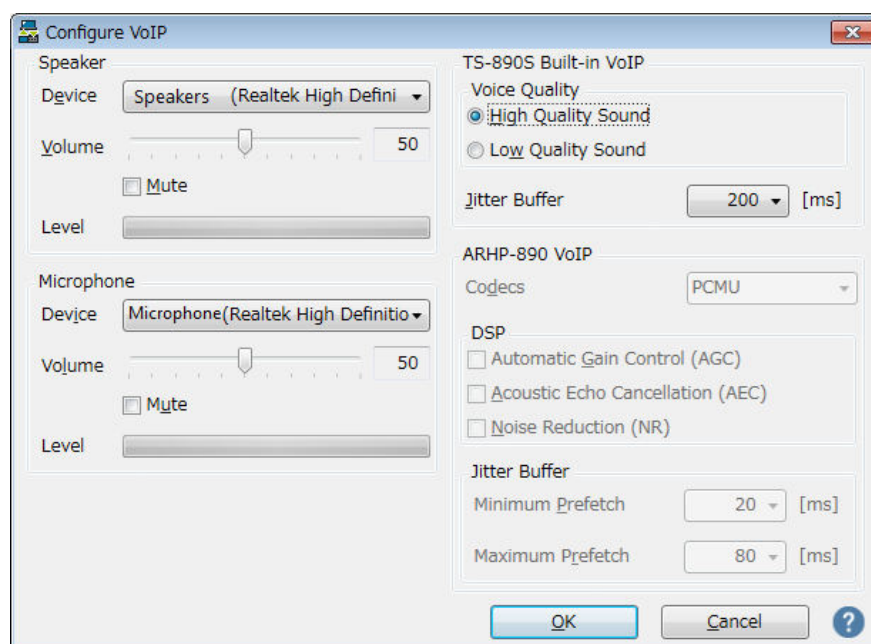 Configure VoIP
Speaker
Device Speakers (Realtek High Defini
Volume 50
Mute
Level
Microphone
Device Microphone(Realtek High Definitio
Volume 50
Mute
Level
TS-890S Built-in VoIP
Voice Quality
High Quality Sound
Low Quality Sound
Jitter Buffer 200 [ms]
ARHP-890 VoIP
Codecs PCMU
DSP
Automatic Gain Control (AGC)
Acoustic Echo Cancellation (AEC)
Noise Reduction (NR)
Jitter Buffer
Minimum Prefetch 20 [ms]
Maximum Prefetch 80 [ms]
OK Cancel ?